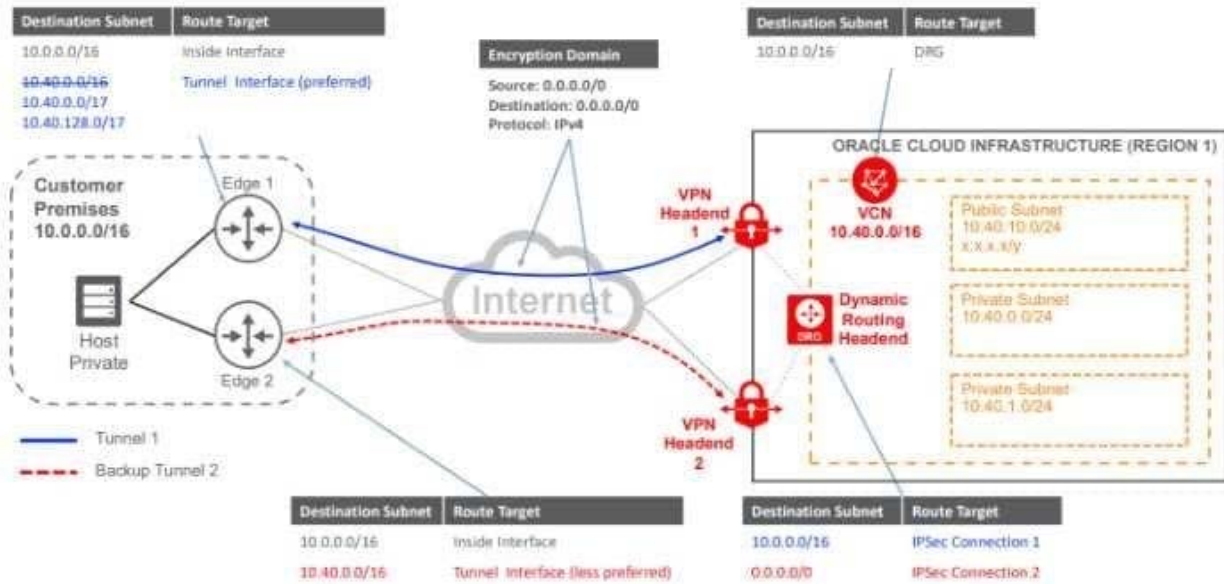 Destination Subnet Route Target
10.0.0.0/16 Inside Interface
10.40.0.0/16 Tunnel Interface (preferred)
10.40.0.0/17
10.40.128.0/17
Encryption Domain
Source: 0.0.0.0/0
Destination: 0.0.0.0/0
Protocol: IPv4
Destination Subnet Route Target
10.0.0.0/16 DRG
ORACLE CLOUD INFRASTRUCTURE (REGION 1)
Customer
Premises
10.0.0.0/16
Edge 1
Host
Private
Edge 2
Internet
VPN
Headend
1
VCN
10.40.0.0/16
Public Subnet
10.40.10.0/24
x.x.x.x/y
DRG
Dynamic
Routing
Headend
Private Subnet
10.40.0.0/24
Private Subnet
10.40.1.0/24
VPN
Headend
2
Tunnel 1
Backup Tunnel 2
Destination Subnet Route Target
10.0.0.0/16 Inside Interface
10.40.0.0/16 Tunnel Interface (less preferred)
Destination Subnet Route Target
10.0.0.0/16 IPSec Connection 1
0.0.0.0/0 IPSec Connection 2